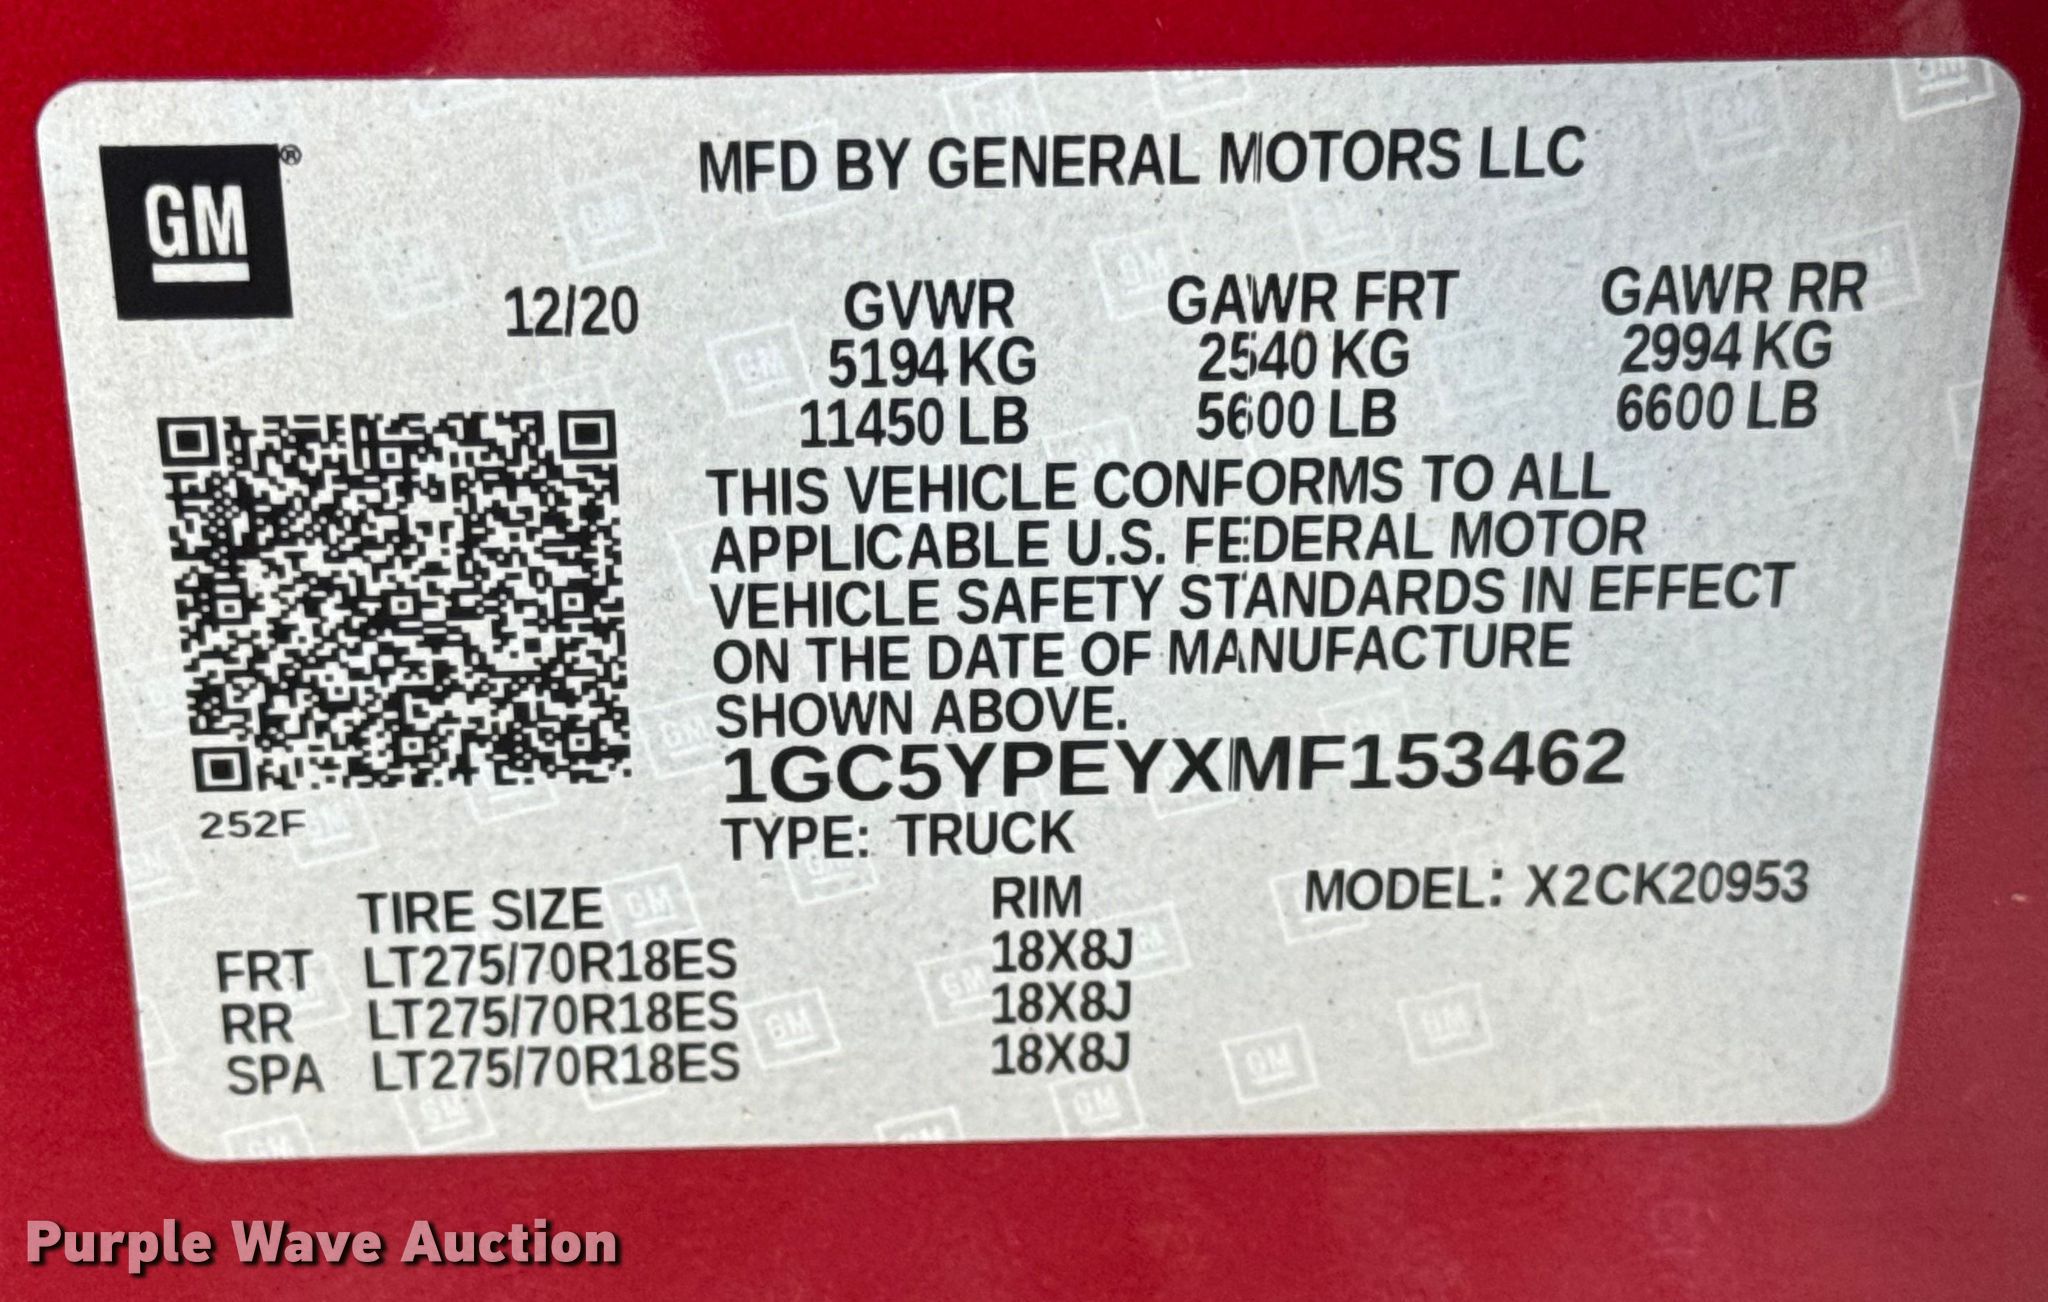 GM®
MFD BY GENERAL MOTORS LLC
12/20
GVWR GAWR FRT GAWR RR
5194 KG 2540 KG 2994 KG
11450 LB 5600 LB 6600 LB
THIS VEHICLE CONFORMS TO ALL
APPLICABLE U.S. FEDERAL MOTOR
VEHICLE SAFETY STANDARDS IN EFFECT
ON THE DATE OF MANUFACTURE
SHOWN ABOVE.
1GC5YPEYXMF153462
252F
TYPE: TRUCK
TIRE SIZE RIM MODEL: X2CK20953
FRT LT275/70R18ES 18X8J
RR LT275/70R18ES 18X8J
SPA LT275/70R18ES 18X8J
Purple Wave Auction